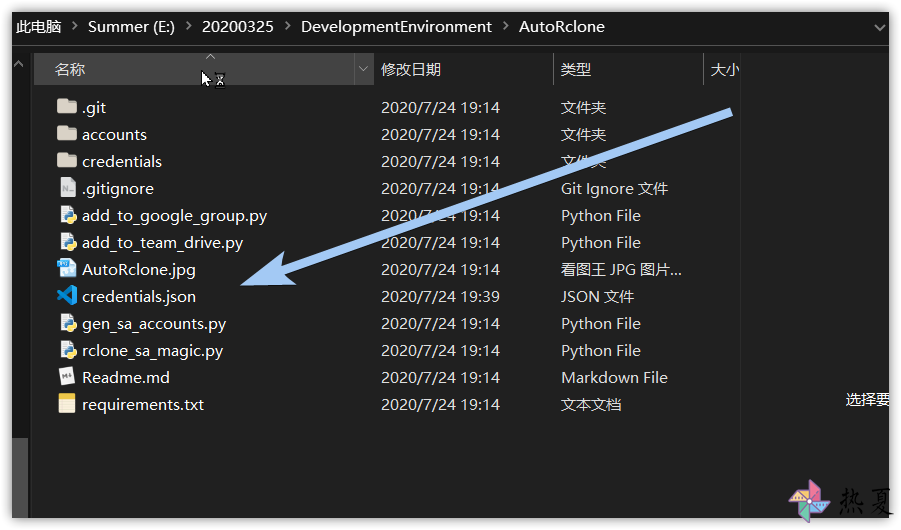 此电脑 > Summer (E:) > 20200325 > DevelopmentEnvironment > AutoRclone
名称 修改日期 类型 大小
.git 2020/7/24 19:14 文件夹
accounts 2020/7/24 19:14 文件夹
credentials 2020/7/24 19:14 文件夹
.gitignore 2020/7/24 19:14 Git Ignore 文件
add_to_google_group.py 2020/7/24 19:14 Python File
add_to_team_drive.py 2020/7/24 19:14 Python File
AutoRclone.jpg 2020/7/24 19:14 看图王 JPG 图片...
credentials.json 2020/7/24 19:39 JSON 文件
gen_sa_accounts.py 2020/7/24 19:14 Python File
rclone_sa_magic.py 2020/7/24 19:14 Python File
Readme.md 2020/7/24 19:14 Markdown File
requirements.txt 2020/7/24 19:14 文本文档
选择要
热夏